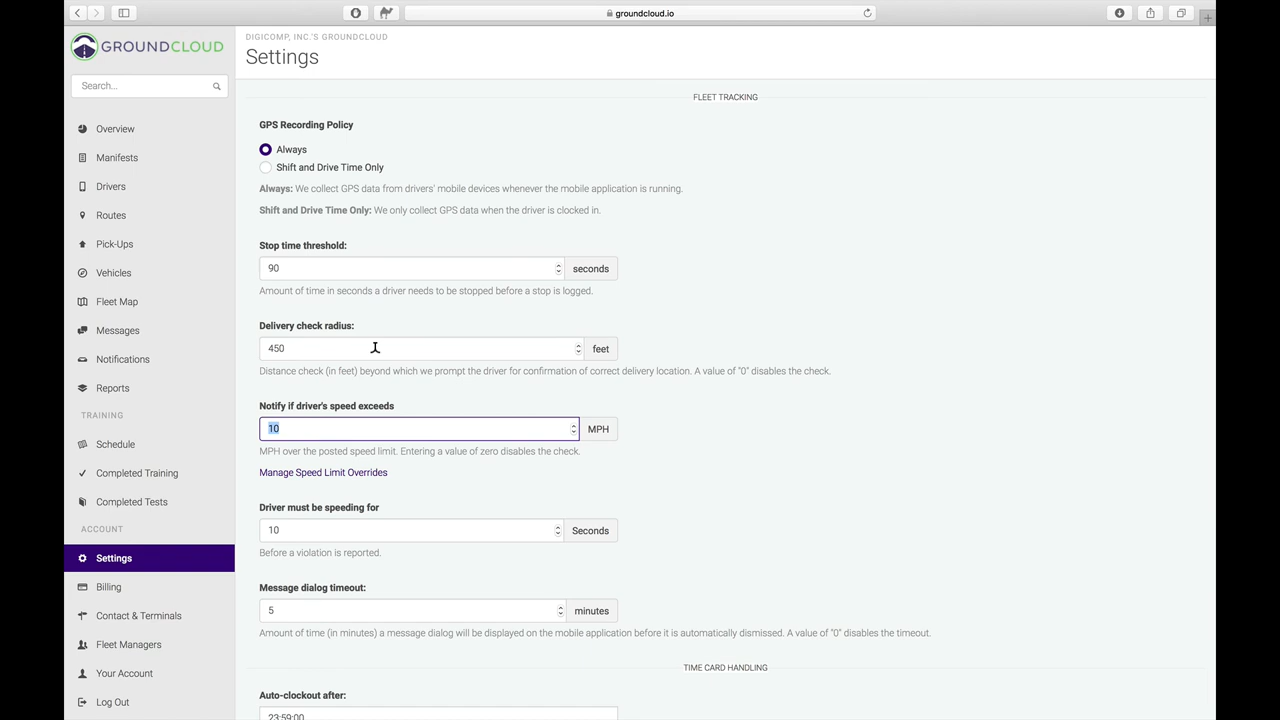 groundcloud.io
GROUNDCLOUD
Search...
Overview
Manifests
Drivers
Routes
Pick-Ups
Vehicles
Fleet Map
Messages
Notifications
Reports
TRAINING
Schedule
Completed Training
Completed Tests
ACCOUNT
Settings
Billing
Contact & Terminals
Fleet Managers
Your Account
Log Out
DIGICOMP, INC.'S GROUNDCLOUD
Settings
FLEET TRACKING
GPS Recording Policy
Always
Shift and Drive Time Only
Always: We collect GPS data from drivers' mobile devices whenever the mobile application is running.
Shift and Drive Time Only: We only collect GPS data when the driver is clocked in.
Stop time threshold:
90 seconds
Amount of time in seconds a driver needs to be stopped before a stop is logged.
Delivery check radius:
450 feet
Distance check (in feet) beyond which we prompt the driver for confirmation of correct delivery location. A value of "0" disables the check.
Notify if driver's speed exceeds
10 MPH
MPH over the posted speed limit. Entering a value of zero disables the check.
Manage Speed Limit Overrides
Driver must be speeding for
10 Seconds
Before a violation is reported.
Message dialog timeout:
5 minutes
Amount of time (in minutes) a message dialog will be displayed on the mobile application before it is automatically dismissed. A value of "0" disables the timeout.
TIME CARD HANDLING
Auto-clockout after:
23:59:00